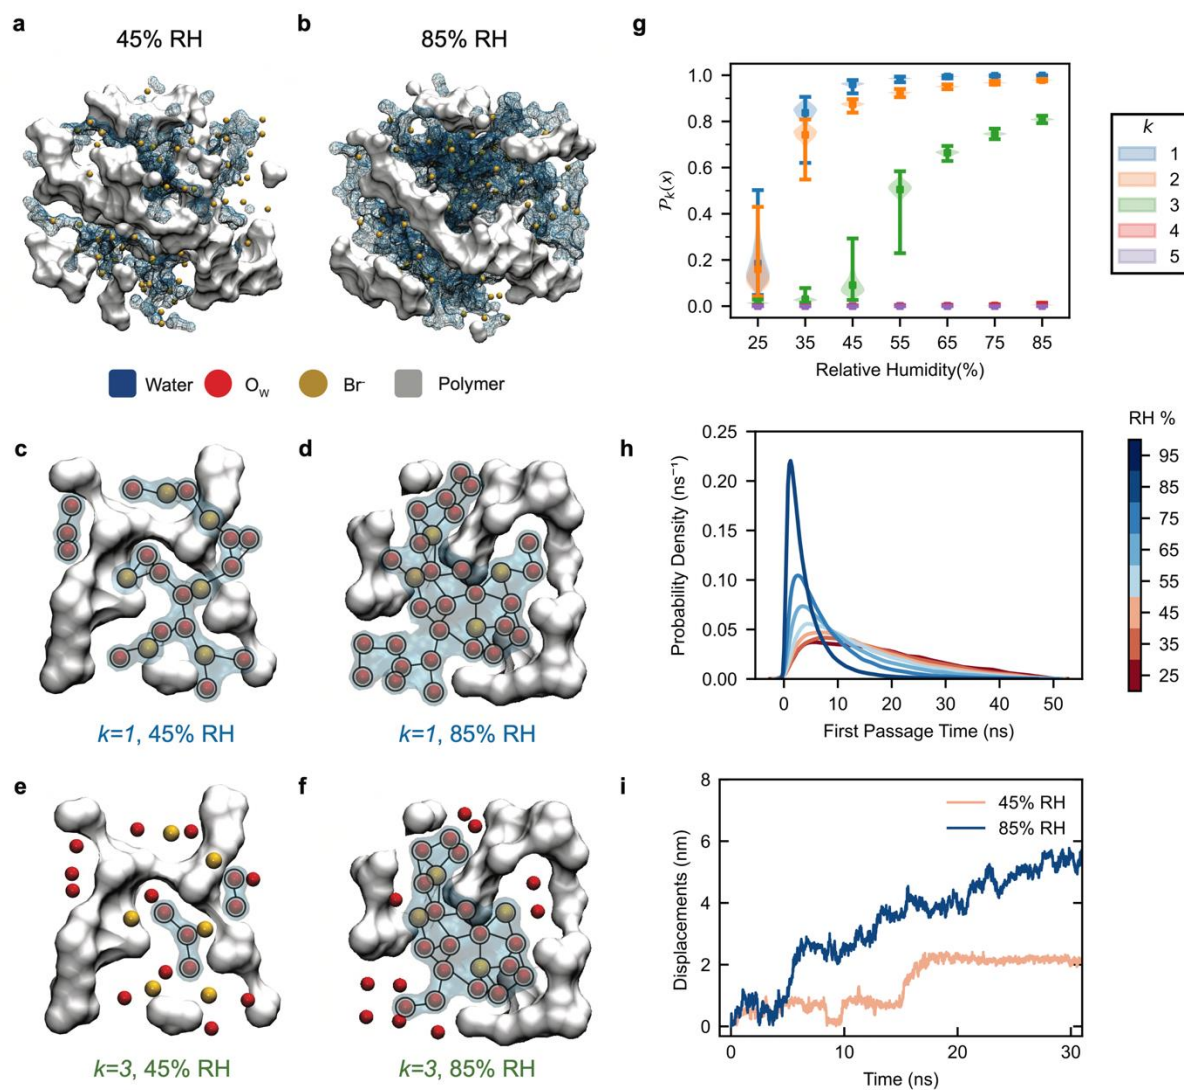 a
45% RH
b
85% RH
Water
O_w
Br-
Polymer
c
d
k=1, 45% RH
k=1, 85% RH
e
f
k=3, 45% RH
k=3, 85% RH
g
1.0
0.8
0.6
0.4
0.2
0.0
𝒫k(x)
25 35 45 55 65 75 85
Relative Humidity(%)
k
1
2
3
4
5
h
0.25
0.20
0.15
0.10
0.05
0.00
Probability Density (ns⁻¹)
0 10 20 30 40 50
First Passage Time (ns)
RH %
95
85
75
65
55
45
35
25
i
8
6
4
2
0
Displacements (nm)
45% RH
85% RH
0 10 20 30
Time (ns)